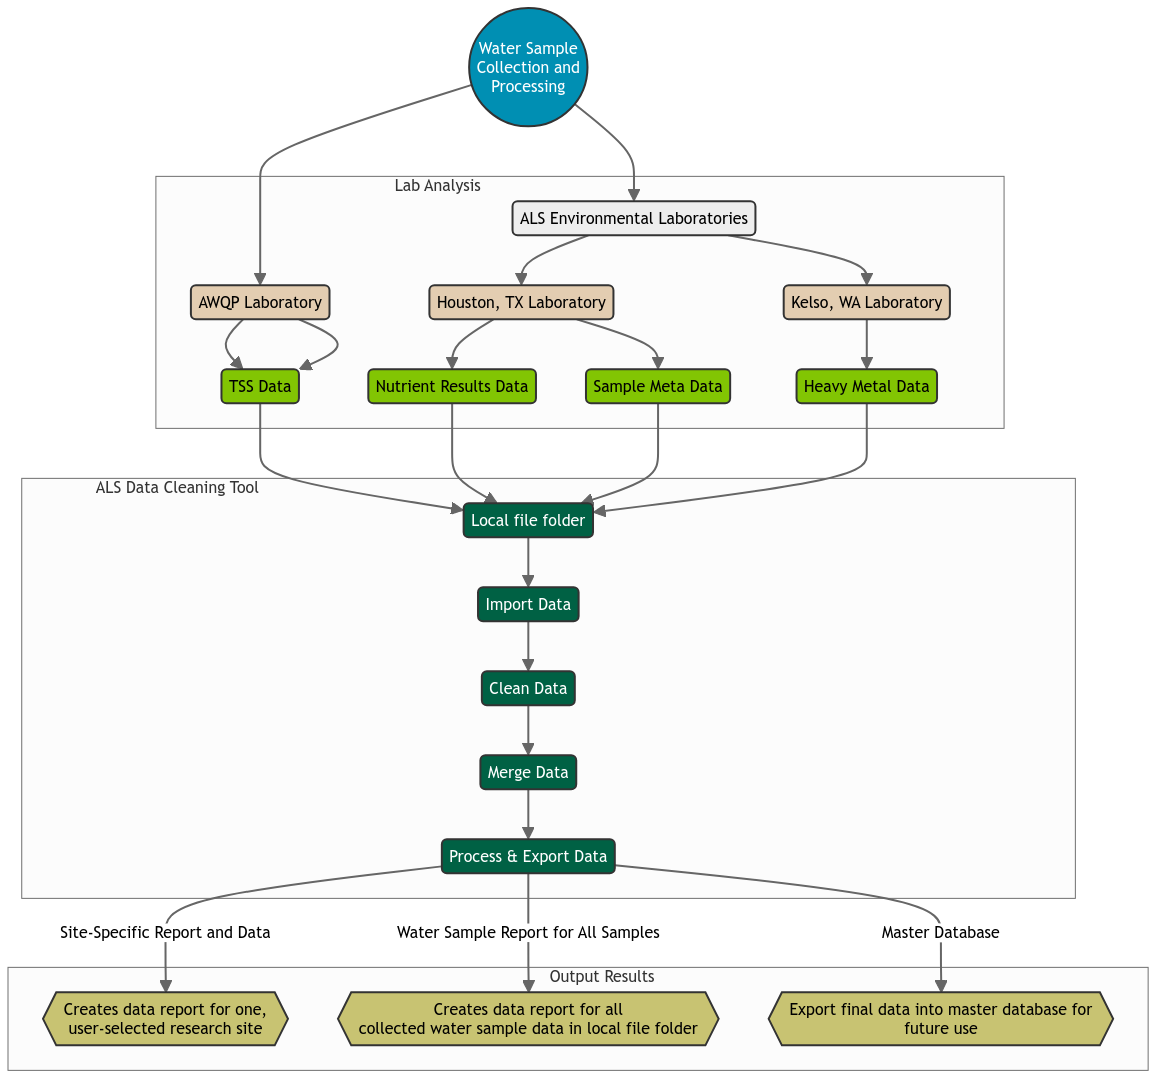 Water Sample
Collection and
Processing
Lab Analysis
ALS Environmental Laboratories
AWQP Laboratory
Houston, TX Laboratory
Kelso, WA Laboratory
TSS Data
Nutrient Results Data
Sample Meta Data
Heavy Metal Data
ALS Data Cleaning Tool
Local file folder
Import Data
Clean Data
Merge Data
Process & Export Data
Site-Specific Report and Data
Water Sample Report for All Samples
Master Database
Output Results
Creates data report for one,
user-selected research site
Creates data report for all
collected water sample data in local file folder
Export final data into master database for
future use